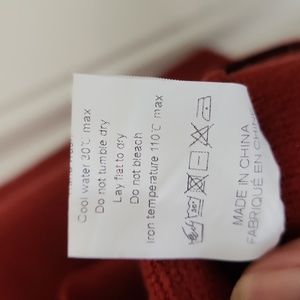 Cool water 30℃ max
Do not tumble dry
Lay flat to dry
Do not bleach
Iron temperature 110℃ max
MADE IN CHINA
FABRIQUÉ EN CHINE